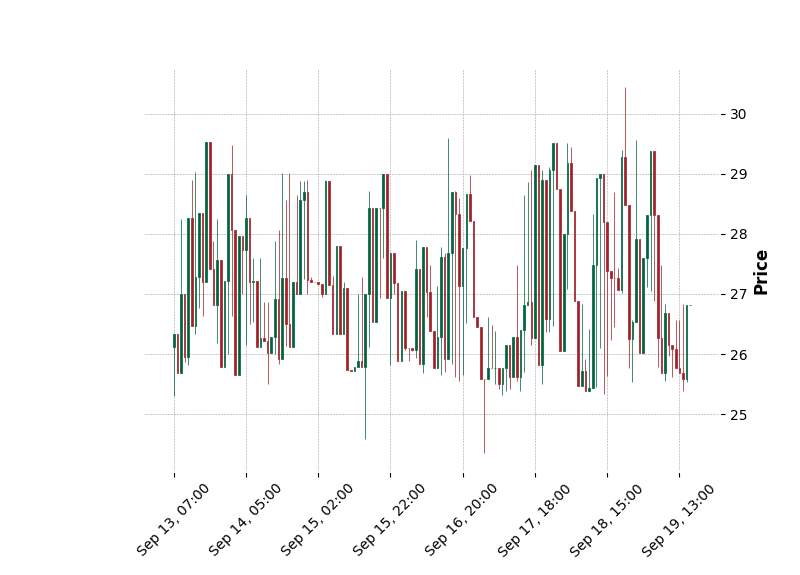 30
29
28
27
26
25
Price
Sep 13, 07:00
Sep 14, 05:00
Sep 15, 02:00
Sep 15, 22:00
Sep 16, 20:00
Sep 17, 18:00
Sep 18, 15:00
Sep 19, 13:00